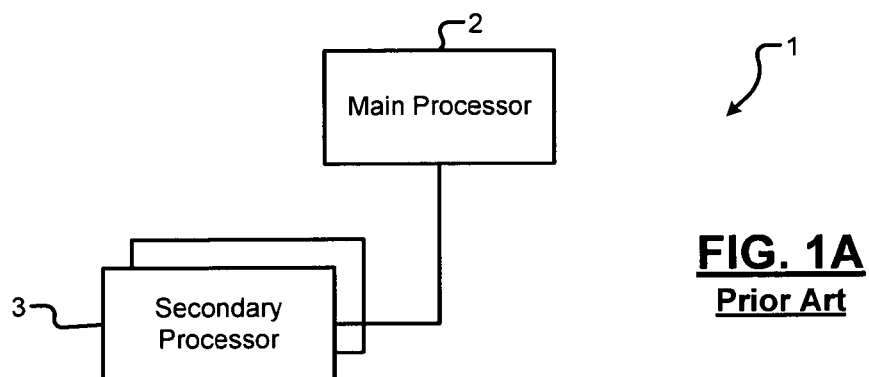 2
1
Main Processor
FIG. 1A
Prior Art
3
Secondary
Processor